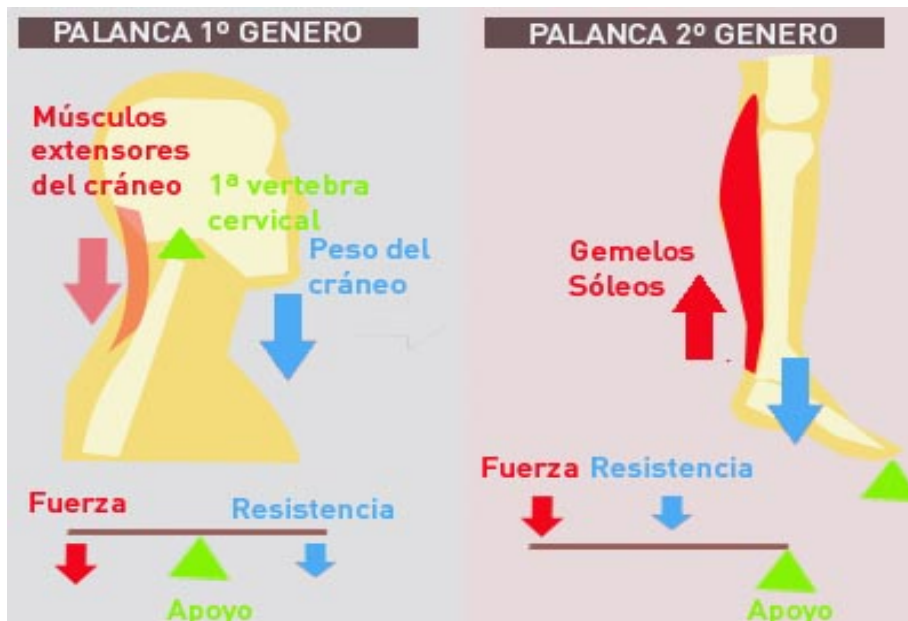 PALANCA 1º GENERO
Músculos
extensores
del cráneo
1ª vertebra
cervical
Peso del
cráneo
Fuerza
Resistencia
Apoyo
PALANCA 2º GENERO
Gemelos
Sóleos
Fuerza
Resistencia
Apoyo